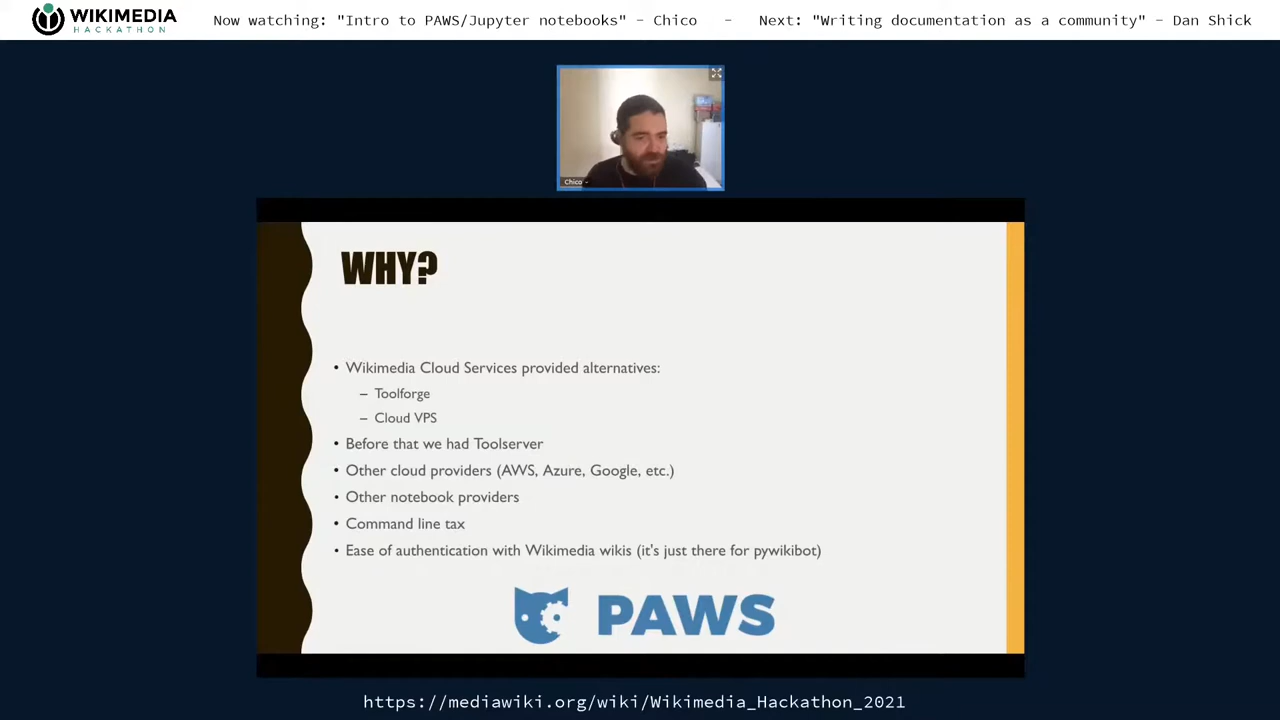 WIKIMEDIA
HACKATHON
Now watching: "Intro to PAWS/Jupyter notebooks" - Chico - Next: "Writing documentation as a community" - Dan Shick
Chico
WHY?
• Wikimedia Cloud Services provided alternatives:
– Toolforge
– Cloud VPS
• Before that we had Toolserver
• Other cloud providers (AWS, Azure, Google, etc.)
• Other notebook providers
• Command line tax
• Ease of authentication with Wikimedia wikis (it's just there for pywikibot)
PAWS
https://mediawiki.org/wiki/Wikimedia_Hackathon_2021